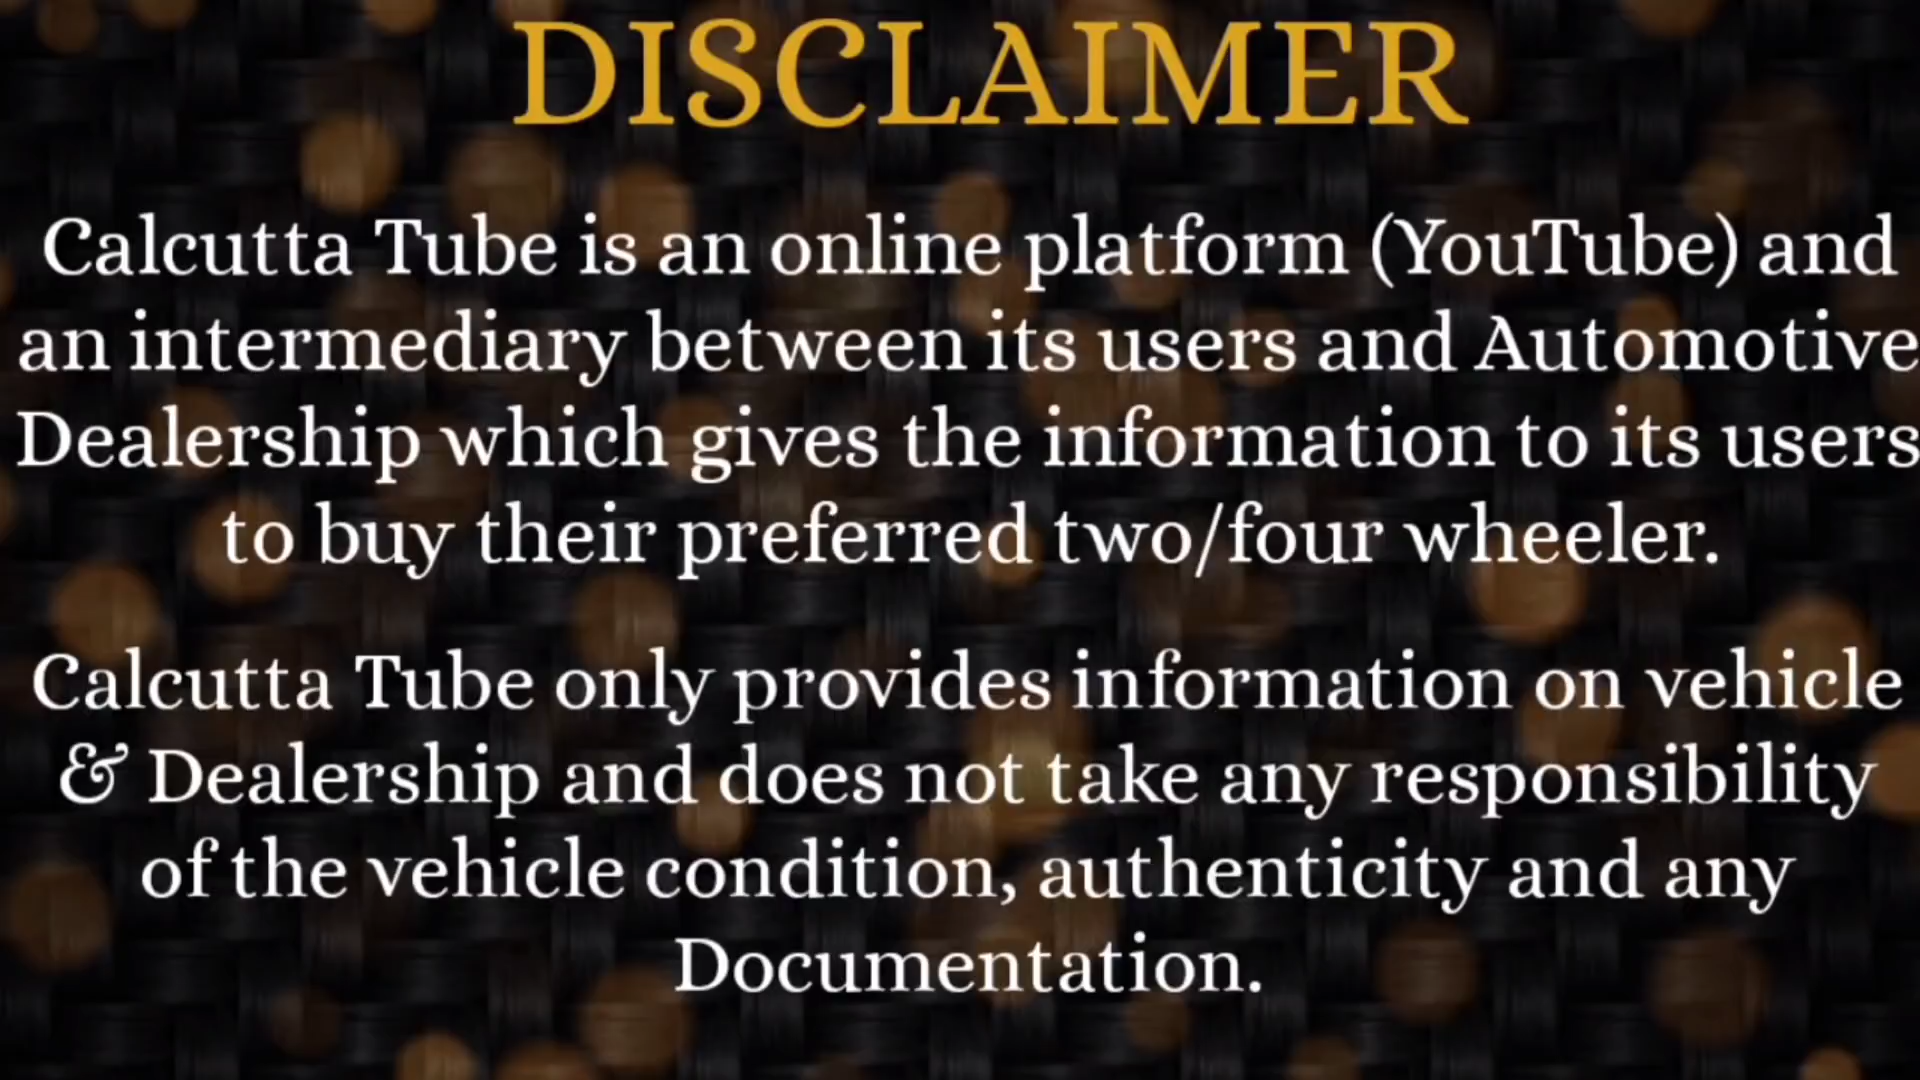 DISCLAIMER
Calcutta Tube is an online platform (YouTube) and
an intermediary between its users and Automotive
Dealership which gives the information to its users
to buy their preferred two/four wheeler.
Calcutta Tube only provides information on vehicle
& Dealership and does not take any responsibility
of the vehicle condition, authenticity and any
Documentation.